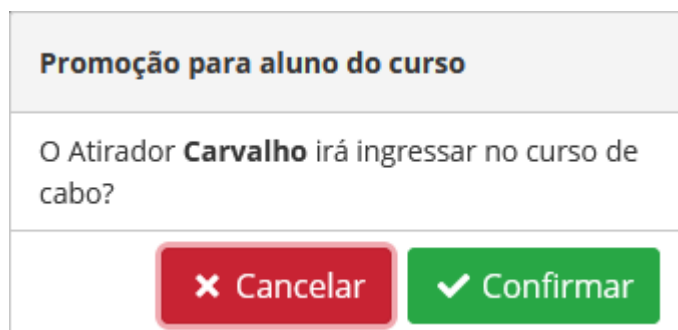 Promoção para aluno do curso
O Atirador Carvalho irá ingressar no curso de
cabo?
Cancelar
Confirmar